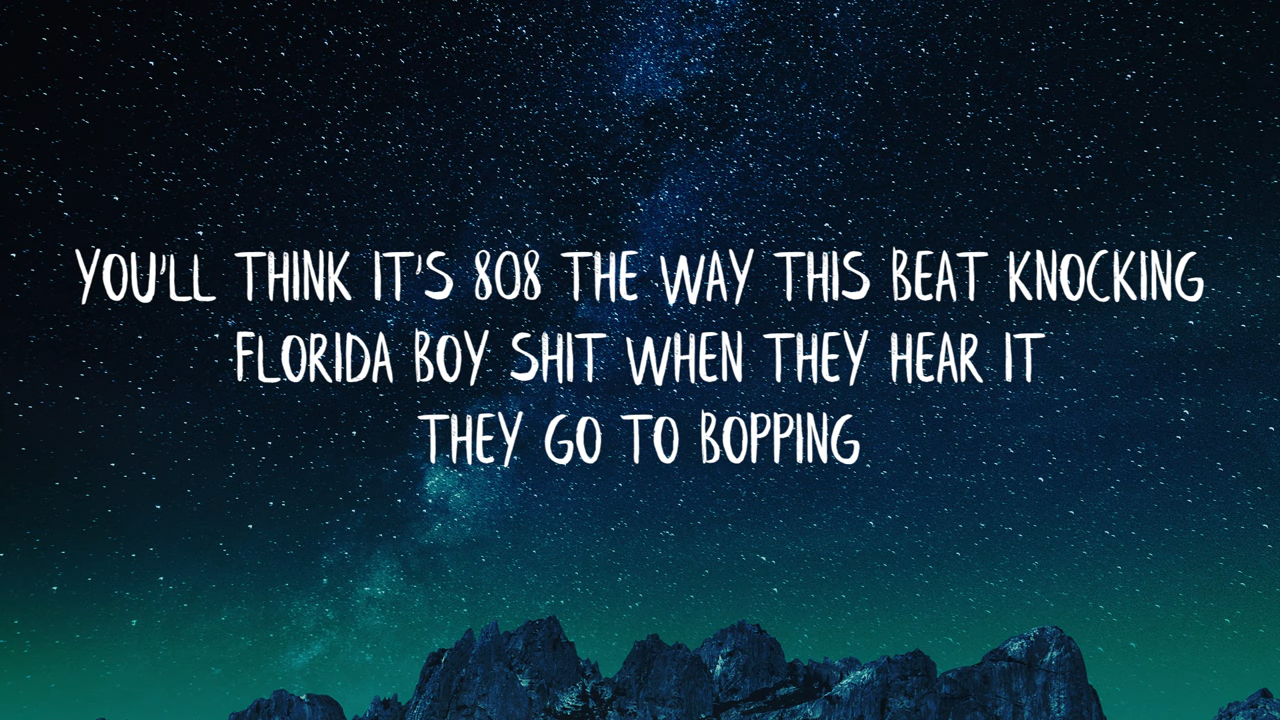 YOU'LL THINK IT'S 808 THE WAY THIS BEAT KNOCKING
FLORIDA BOY SHIT WHEN THEY HEAR IT
THEY GO TO BOPPING